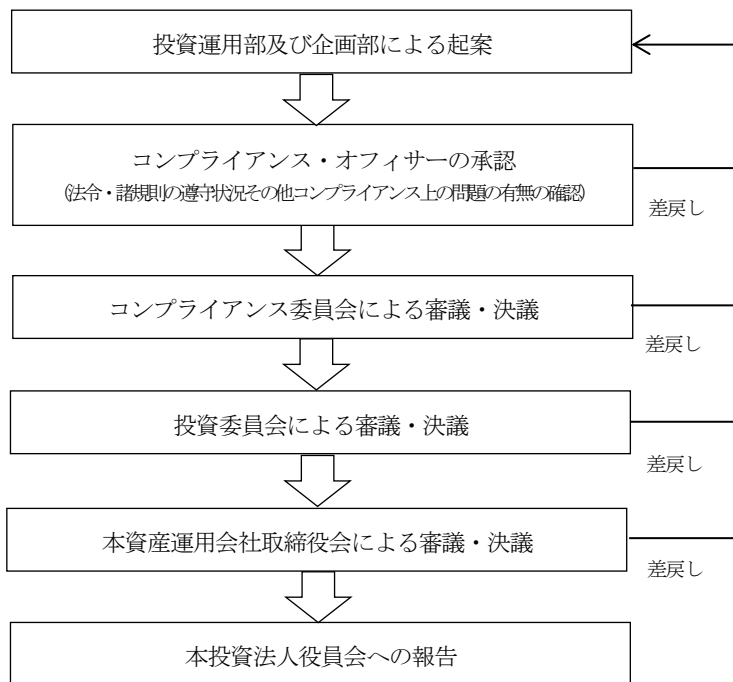 投資運用部及び企画部による起案
コンプライアンス・オフィサーの承認
(法令・諸規則の遵守状況その他コンプライアンス上の問題の有無の確認)
差戻し
コンプライアンス委員会による審議・決議
差戻し
投資委員会による審議・決議
差戻し
本資産運用会社取締役会による審議・決議
差戻し
本投資法人役員会への報告